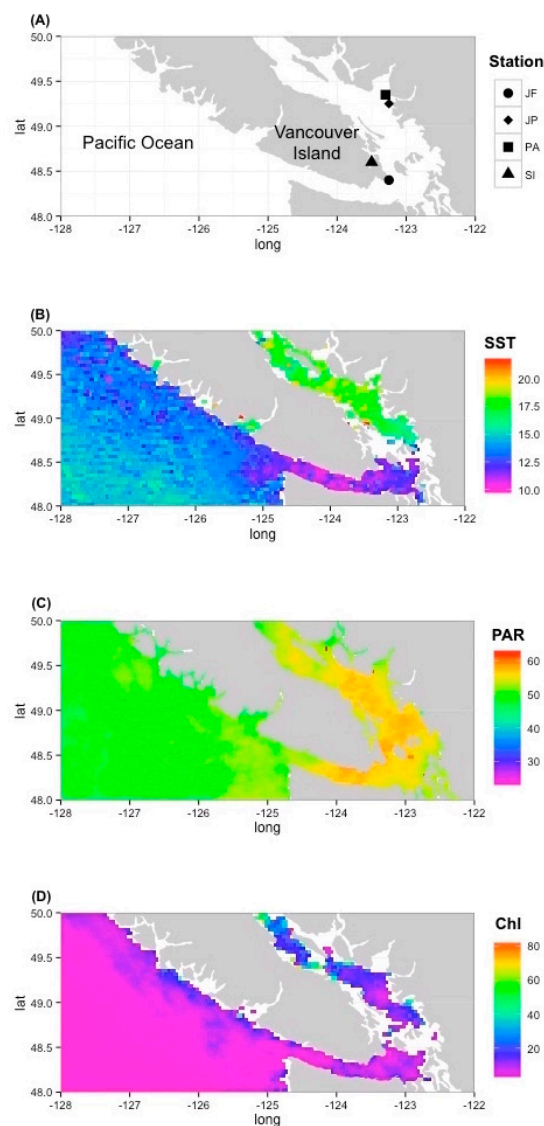 (A)
50.0
49.5
49.0
48.5
48.0
lat
Pacific Ocean
Vancouver
Island
-128
-127
-126
-125
-124
-123
-122
long
Station
JF
JP
PA
SI
(B)
50.0
49.5
49.0
48.5
48.0
lat
-128
-127
-126
-125
-124
-123
-122
long
SST
20.0
17.5
15.0
12.5
10.0
(C)
50.0
49.5
49.0
48.5
48.0
lat
-128
-127
-126
-125
-124
-123
-122
long
PAR
60
50
40
30
(D)
50.0
49.5
49.0
48.5
48.0
lat
-128
-127
-126
-125
-124
-123
-122
long
Chl
80
60
40
20